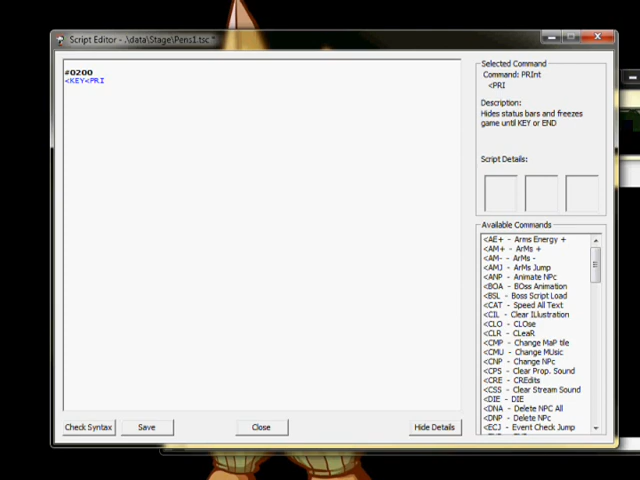 Script Editor - .\data\Stage\Pens1.tsc *
#0200
<KEY<PRI
Selected Command
Command: PRInt
<PRI
Description:
Hides status bars and freezes
game until KEY or END
Script Details:
Available Commands
<AE+ - Arms Energy +
<AM+ - ArMs +
<AM- - ArMs -
<AMJ - ArMs Jump
<ANP - Animate NPc
<BOA - BOss Animation
<BSL - Boss Script Load
<CAT - Speed All Text
<CIL - Clear ILlustration
<CLO - CLOse
<CLR - CLeaR
<CMP - Change MaP tile
<CMU - Change MUsic
<CNP - Change NPc
<CPS - Clear Prop. Sound
<CRE - CREdits
<CSS - Clear Stream Sound
<DIE - DIE
<DNA - Delete NPC All
<DNP - Delete NPc
<ECJ - Event Check Jump
Check Syntax
Save
Close
Hide Details